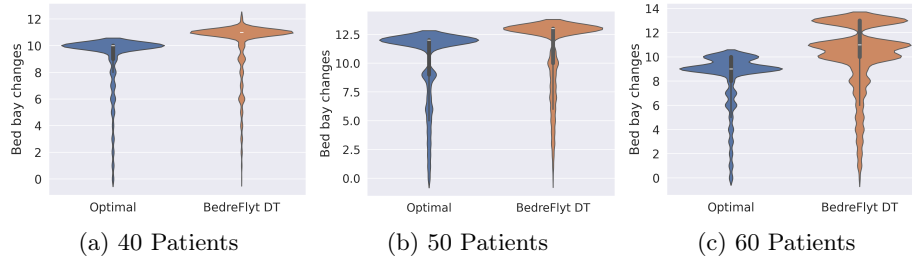 Bed bay changes
12
10
8
6
4
2
0
Optimal
BedreFlyt DT
(a) 40 Patients
Bed bay changes
12.5
10.0
7.5
5.0
2.5
0.0
Optimal
BedreFlyt DT
(b) 50 Patients
Bed bay changes
14
12
10
8
6
4
2
0
Optimal
BedreFlyt DT
(c) 60 Patients